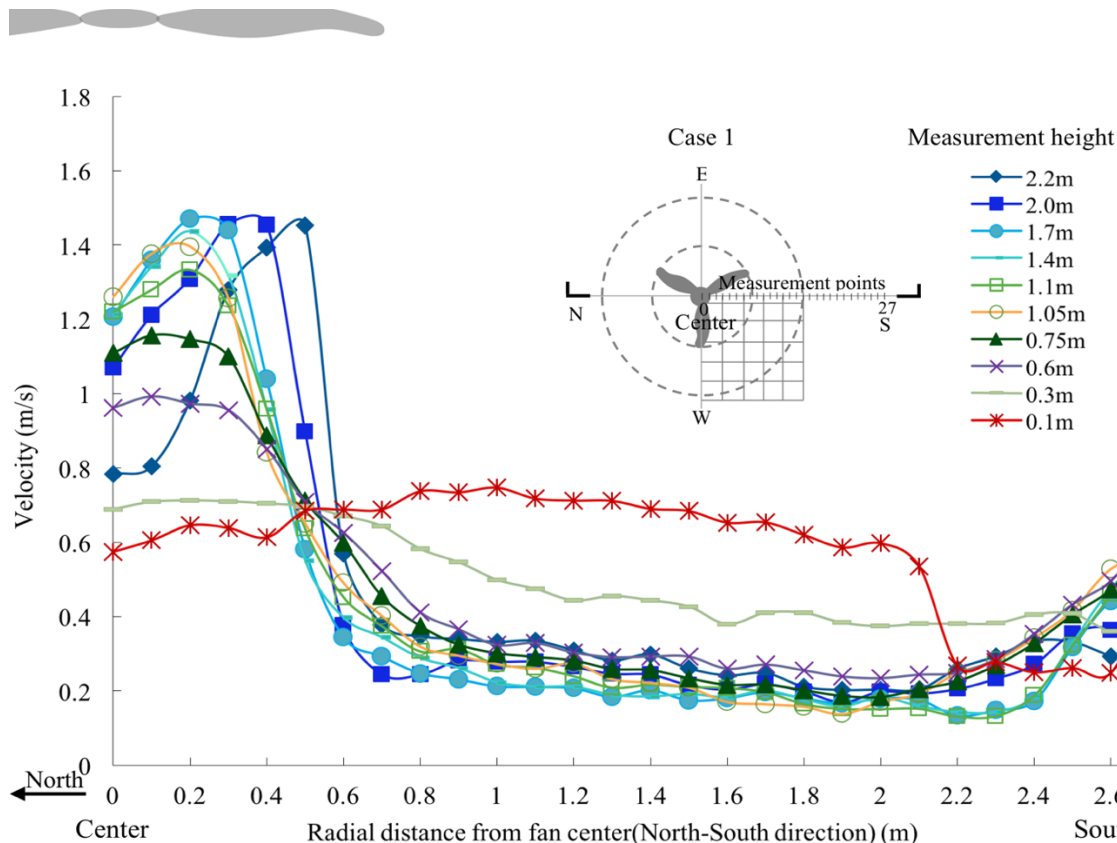 1.8
1.6
1.4
1.2
1
0.8
0.6
0.4
0.2
0
Velocity (m/s)
Case 1
E
N
S
W
0
27
Measurement points
Center
Measurement height
2.2m
2.0m
1.7m
1.4m
1.1m
1.05m
0.75m
0.6m
0.3m
0.1m
North
0 0.2 0.4 0.6 0.8 1 1.2 1.4 1.6 1.8 2 2.2 2.4 2.6
Center
Radial distance from fan center(North-South direction) (m)